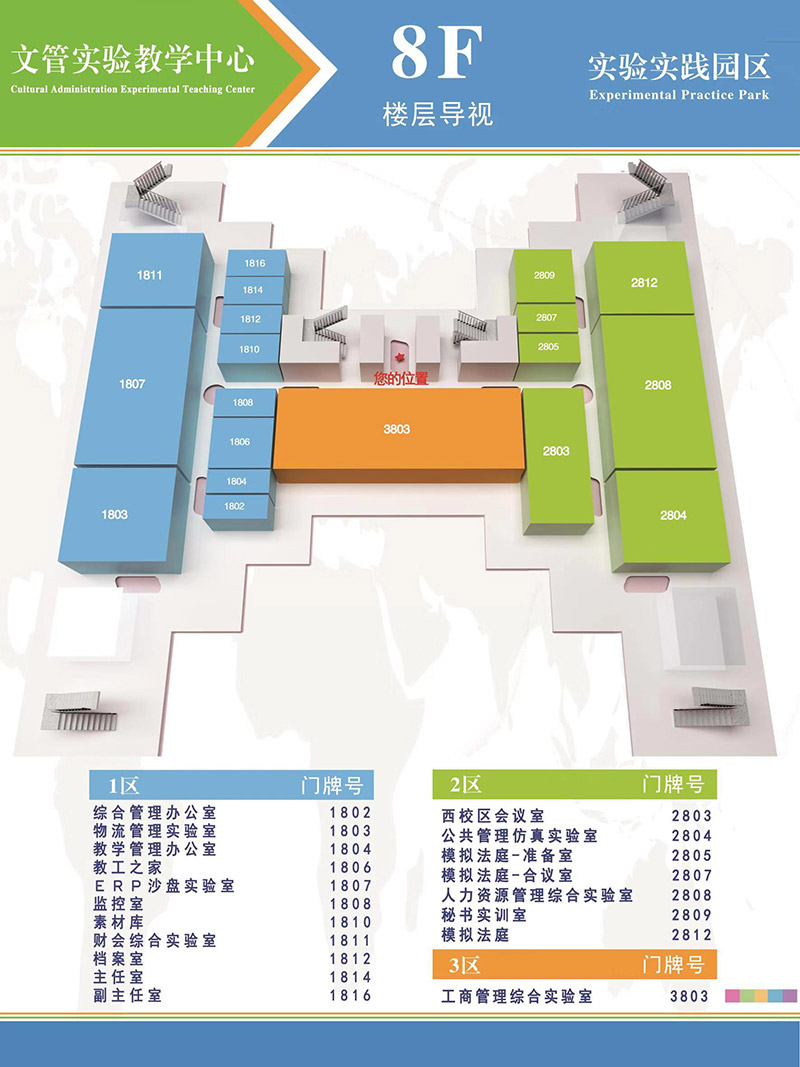 文管实验教学中心
Cultural Administration Experimental Teaching Center
8F
楼层导视
实验实践园区
Experimental Practice Park
1811
1816
1814
1812
1810
1807
1808
1806
1804
1802
1803
您的位置
3803
2809
2807
2805
2812
2808
2803
2804
1区 门牌号
综合管理办公室 1802
物流管理实验室 1803
教学管理办公室 1804
教工之家 1806
ERP沙盘实验室 1807
监控室 1808
素材库 1810
财会综合实验室 1811
档案室 1812
主任室 1814
副主任室 1816
2区 门牌号
西校区会议室 2803
公共管理仿真实验室 2804
模拟法庭-准备室 2805
模拟法庭-合议室 2807
人力资源管理综合实验室 2808
秘书实训室 2809
模拟法庭 2812
3区 门牌号
工商管理综合实验室 3803